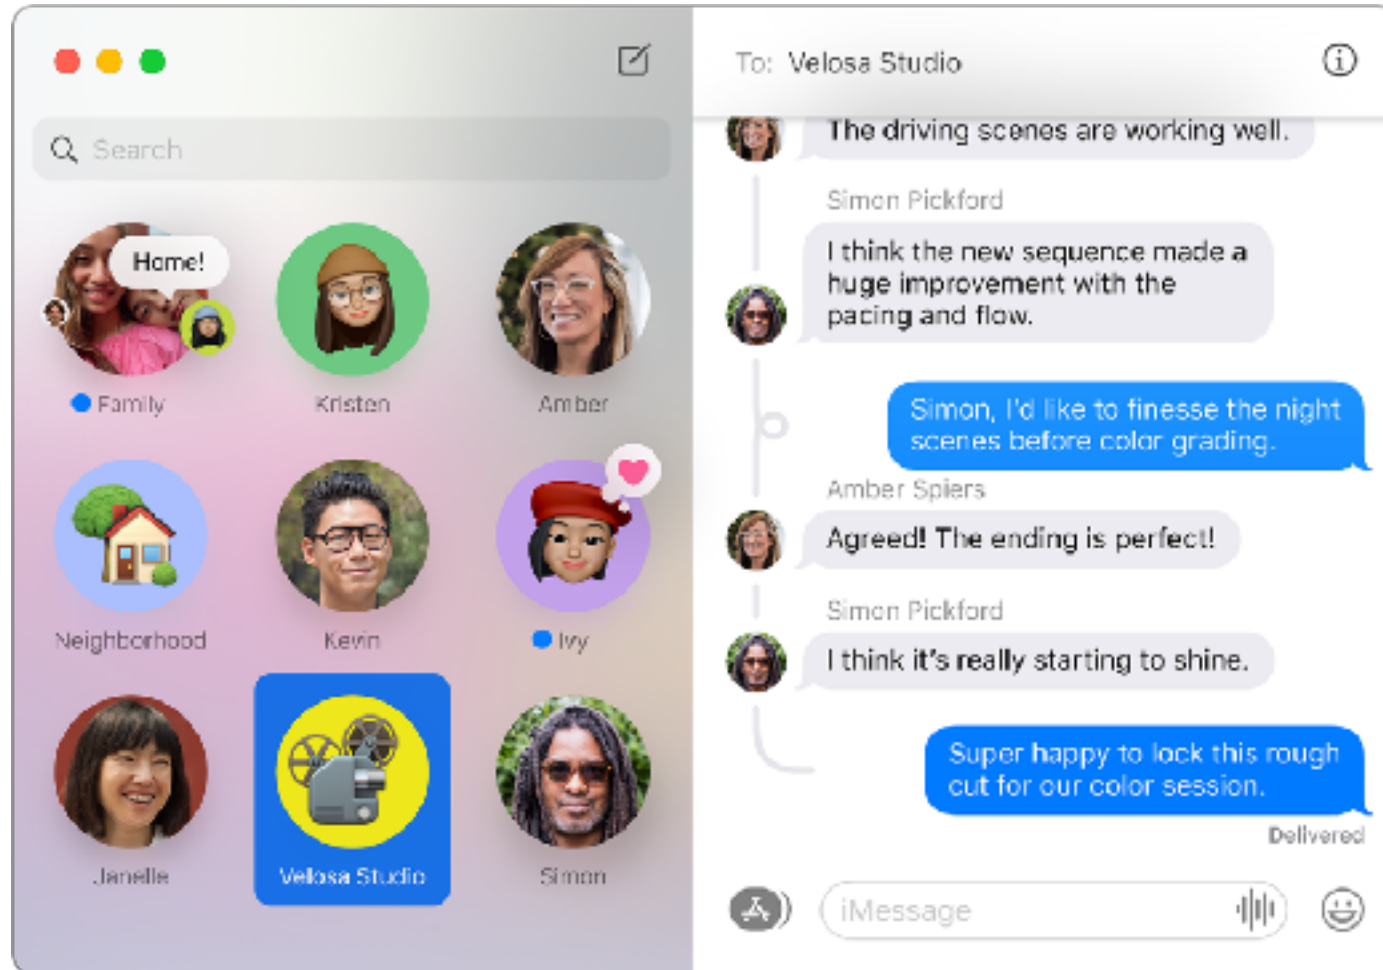 Search
Home!
Family
Kristen
Amber
Neighborhood
Kevin
Ivy
Janelle
Velosa Studio
Simon
To: Velosa Studio
The driving scenes are working well.
Simon Pickford
I think the new sequence made a
huge improvement with the
pacing and flow.
Simon, I'd like to finesse the night
scenes before color grading.
Amber Spiers
Agreed! The ending is perfect!
Simon Pickford
I think it's really starting to shine.
Super happy to lock this rough
cut for our color session.
Delivered
iMessage